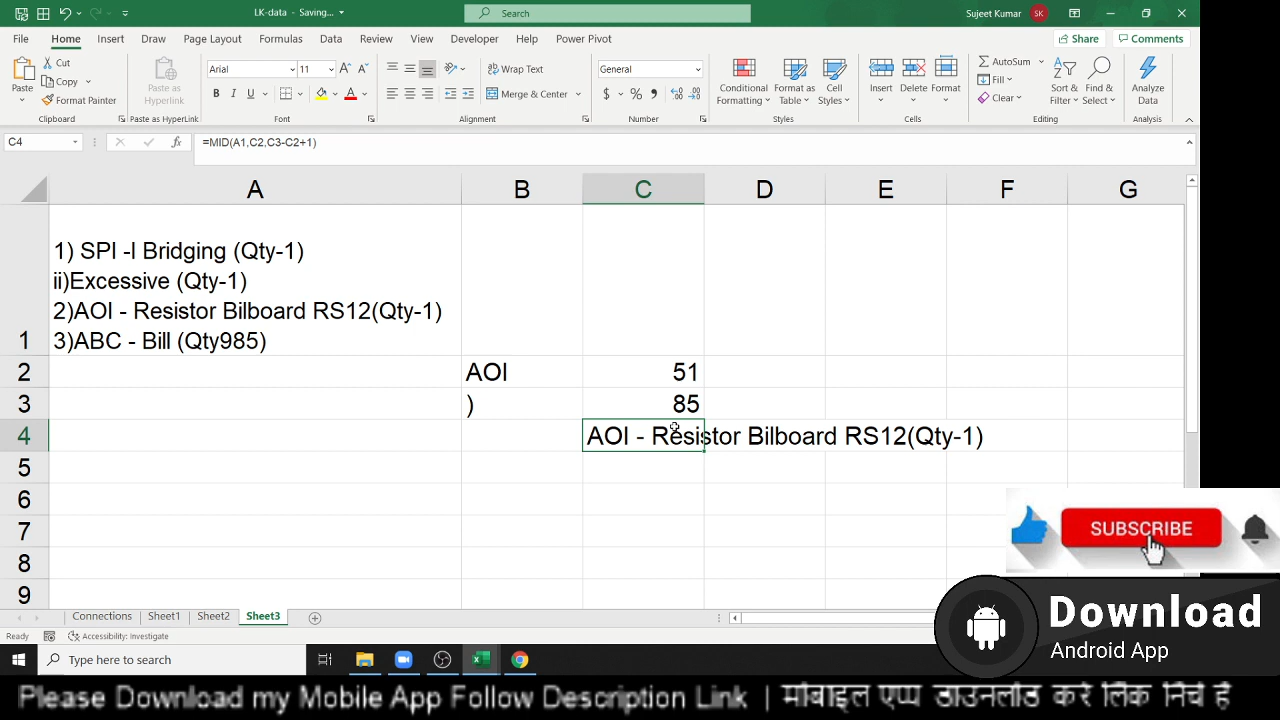 LK-data - Saving...
Search
Sujeet Kumar SK
File Home Insert Draw Page Layout Formulas Data Review View Developer Help Power Pivot Share Comments
Paste
Cut
Copy
Format Painter
Clipboard
Paste as Hyperlink
Paste as HyperLink
Arial 11
B I U
Font
Wrap Text
Merge & Center
Alignment
General
$ % ,
Number
Conditional Formatting
Format as Table
Cell Styles
Styles
Insert Delete Format
Cells
AutoSum
Fill
Clear
Sort & Filter
Find & Select
Editing
Analyze Data
Analysis
C4 fx =MID(A1,C2,C3-C2+1)
A B C D E F G
1) SPI -I Bridging (Qty-1)
ii)Excessive (Qty-1)
2)AOI - Resistor Bilboard RS12(Qty-1)
1 3)ABC - Bill (Qty985)
2 AOI 51
3 ) 85
4 AOI - Resistor Bilboard RS12(Qty-1)
5
6
7
8
9
SUBSCRIBE
Download
Android App
Connections Sheet1 Sheet2 Sheet3
Ready Accessibility: Investigate
Type here to search
Please Download my Mobile App Follow Description Link | मोबाइल एप्प डाउनलोड करे लिंक निचे है